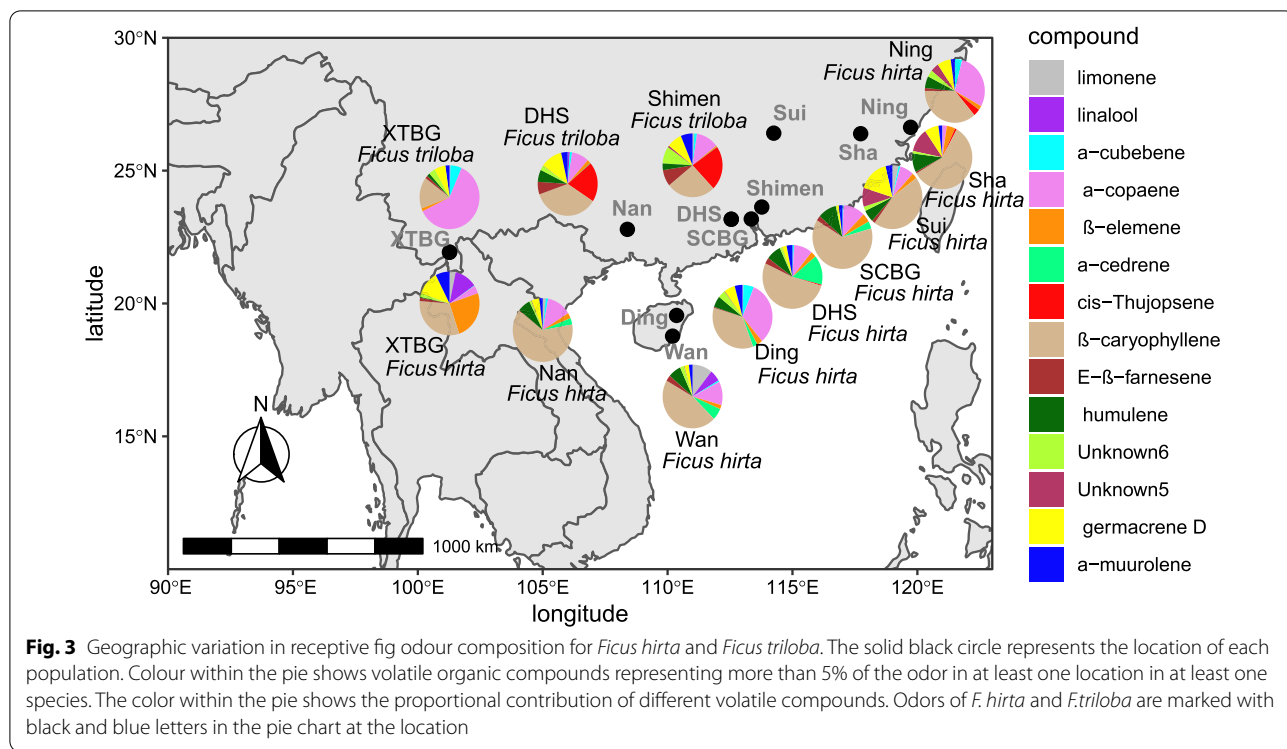 30°N
25°N
20°N
15°N
latitude
90°E
95°E
100°E
105°E
110°E
115°E
120°E
longitude
N
1000 km
XTBG
Ficus triloba
DHS
Ficus triloba
Shimen
Ficus triloba
Ning
Ficus hirta
Sui
Ning
Sha
Sha
Ficus hirta
Sui
Ficus hirta
SCBG
Ficus hirta
DHS
Ficus hirta
Ding
Ficus hirta
Wan
Ficus hirta
Nan
Ficus hirta
XTBG
Ficus hirta
XTBG
Nan
DHS
Shimen
SCBG
Ding
Wan
compound
limonene
linalool
a−cubebene
a−copaene
ß−elemene
a−cedrene
cis−Thujopsene
ß−caryophyllene
E−ß−farnesene
humulene
Unknown6
Unknown5
germacrene D
a−muurolene
Fig. 3 Geographic variation in receptive fig odour composition for Ficus hirta and Ficus triloba. The solid black circle represents the location of each
population. Colour within the pie shows volatile organic compounds representing more than 5% of the odor in at least one location in at least one
species. The color within the pie shows the proportional contribution of different volatile compounds. Odors of F. hirta and F.triloba are marked with
black and blue letters in the pie chart at the location